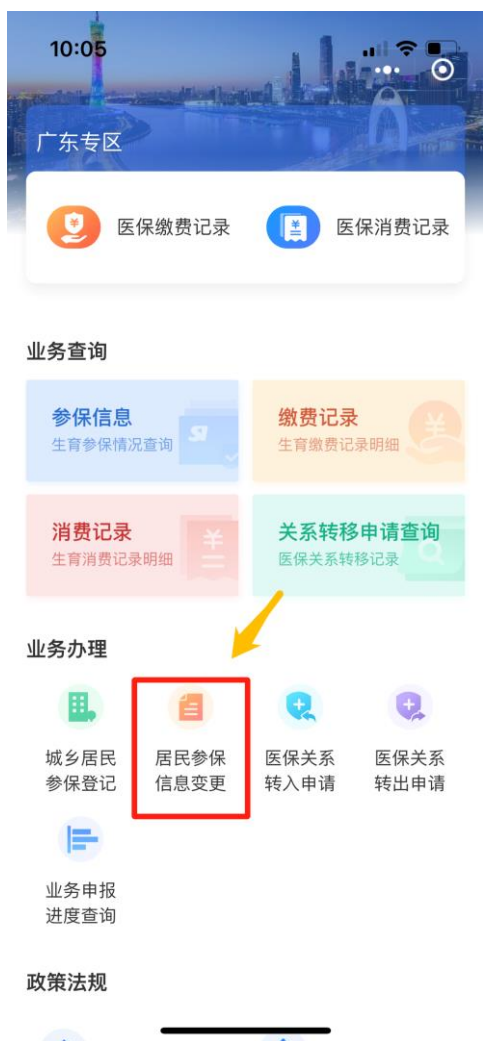 10:05
广东专区
医保缴费记录
医保消费记录
业务查询
参保信息
生育参保情况查询
缴费记录
生育缴费记录明细
消费记录
生育消费记录明细
关系转移申请查询
医保关系转移记录
业务办理
城乡居民
参保登记
居民参保
信息变更
医保关系
转入申请
医保关系
转出申请
业务申报
进度查询
政策法规